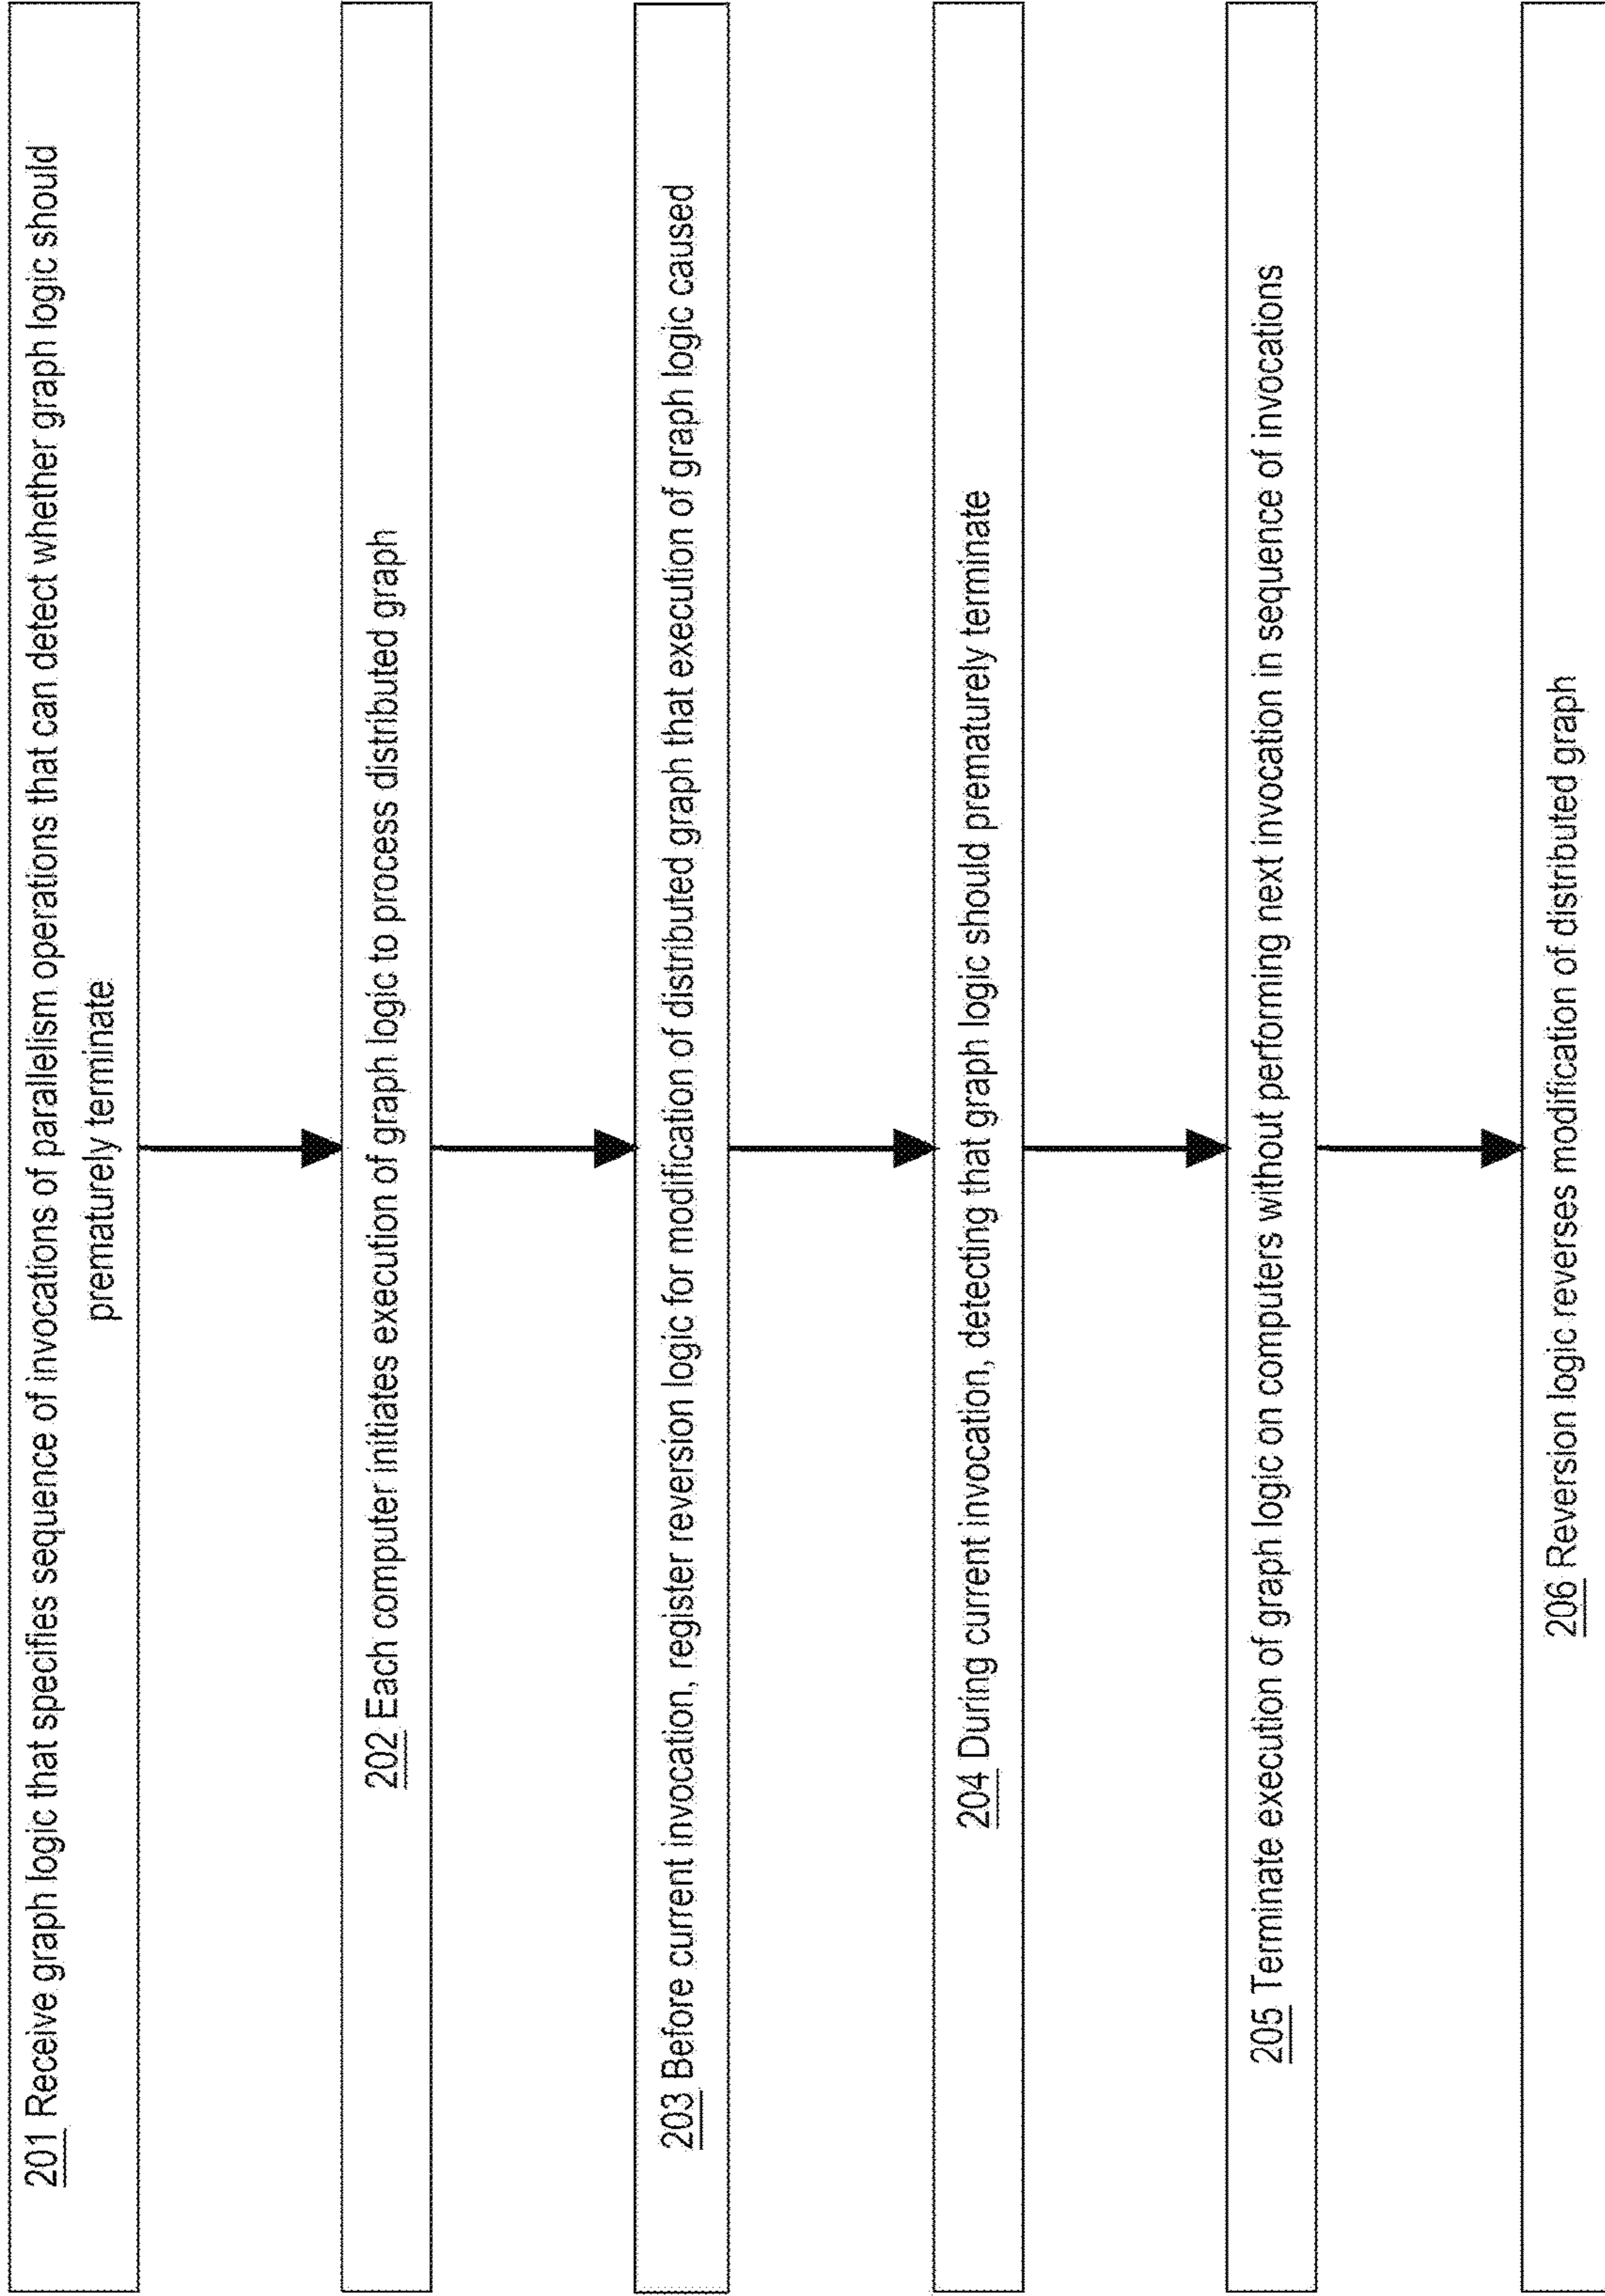 201 Receive graph logic that specifies sequence of invocations of parallelism operations that can detect whether graph logic should
prematurely terminate
202 Each computer initiates execution of graph logic to process distributed graph
203 Before current invocation, register reversion logic for modification of distributed graph that execution of graph logic caused
204 During current invocation, detecting that graph logic should prematurely terminate
205 Terminate execution of graph logic on computers without performing next invocation in sequence of invocations
206 Reversion logic reverses modification of distributed graph